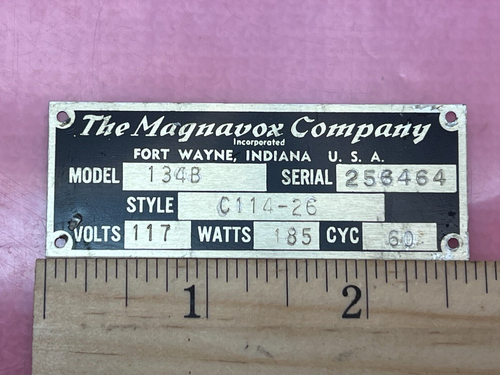 The Magnavox Company
Incorporated
FORT WAYNE, INDIANA U. S. A.
MODEL 134B SERIAL 256464
STYLE C114-26
VOLTS 117 WATTS 185 CYC 60
1 2